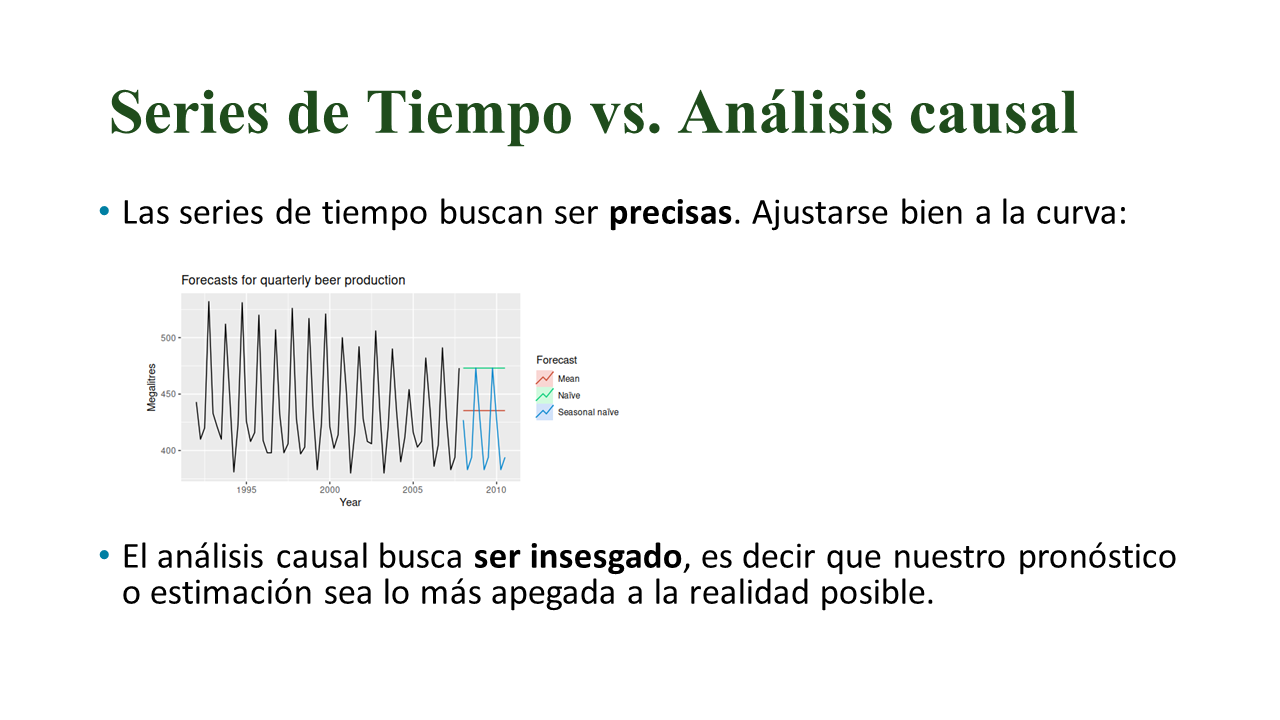 Series de Tiempo vs. Análisis causal
• Las series de tiempo buscan ser precisas. Ajustarse bien a la curva:
Forecasts for quarterly beer production
500
450
400
Megalitres
1995 2000 2005 2010
Year
Forecast
Mean
Naïve
Seasonal naïve
• El análisis causal busca ser insesgado, es decir que nuestro pronóstico
o estimación sea lo más apegada a la realidad posible.